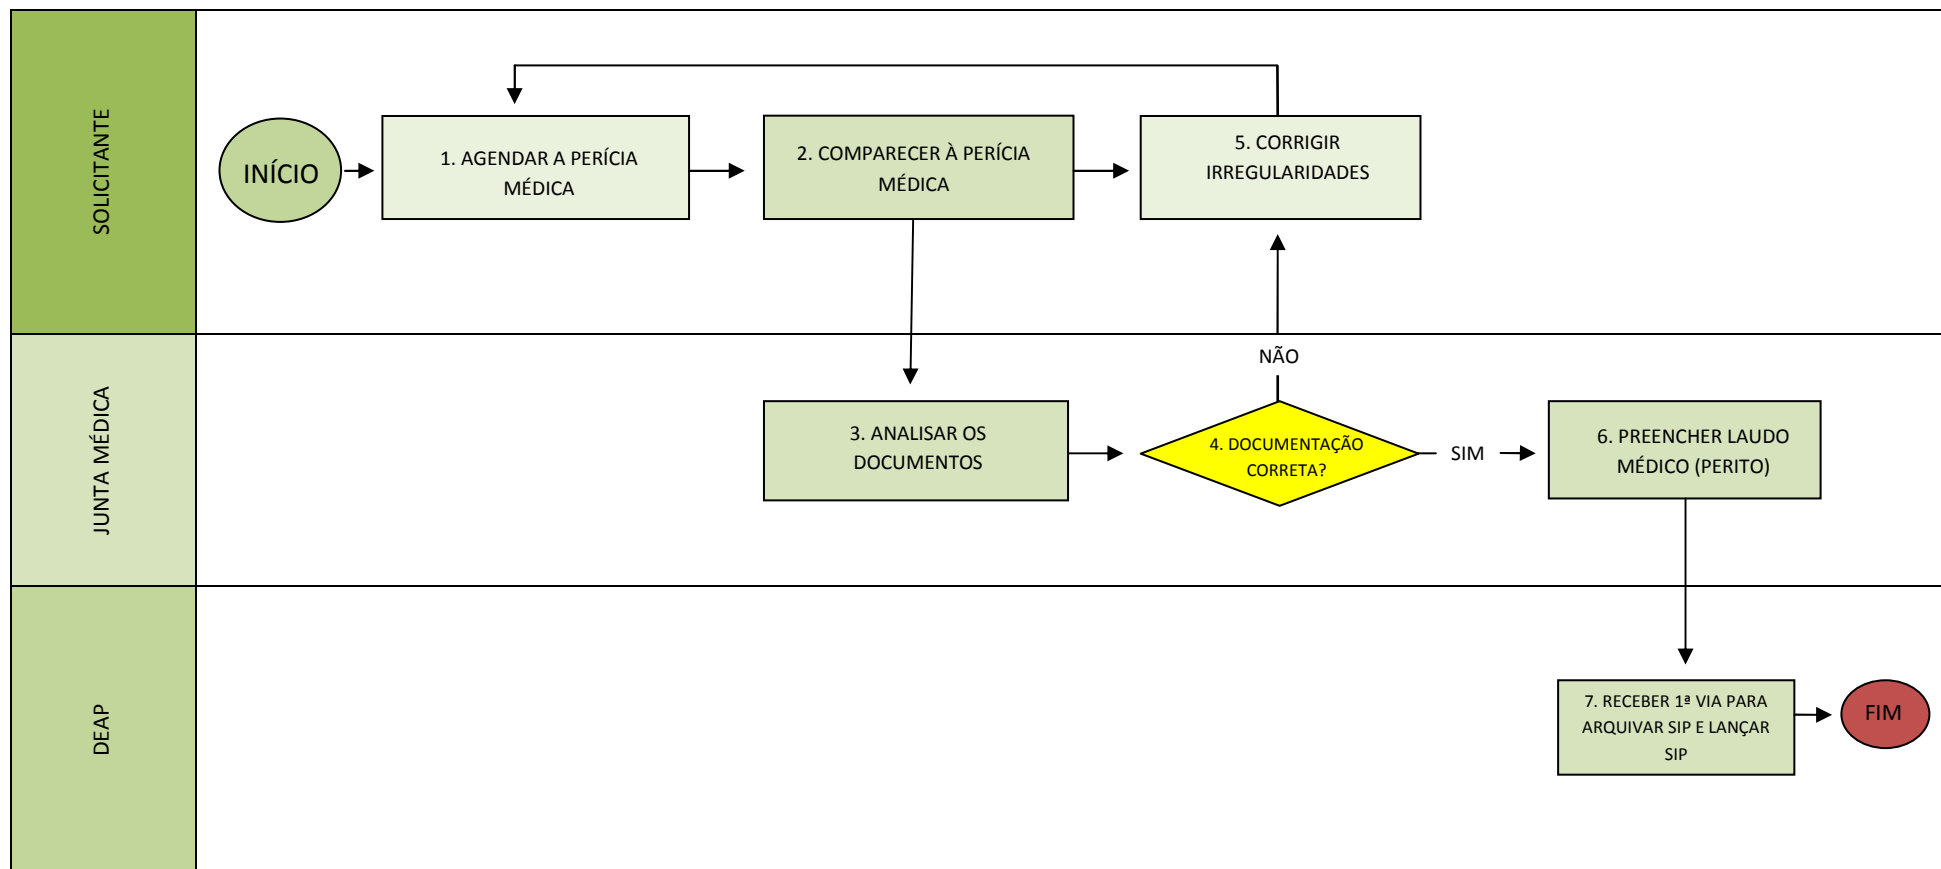 SOLICITANTE
INÍCIO
1. AGENDAR A PERÍCIA
MÉDICA
2. COMPARECER À PERÍCIA
MÉDICA
5. CORRIGIR
IRREGULARIDADES
JUNTA MÉDICA
3. ANALISAR OS
DOCUMENTOS
NÃO
4. DOCUMENTAÇÃO
CORRETA?
SIM
6. PREENCHER LAUDO
MÉDICO (PERITO)
DEAP
7. RECEBER 1ª VIA PARA
ARQUIVAR SIP E LANÇAR
SIP
FIM